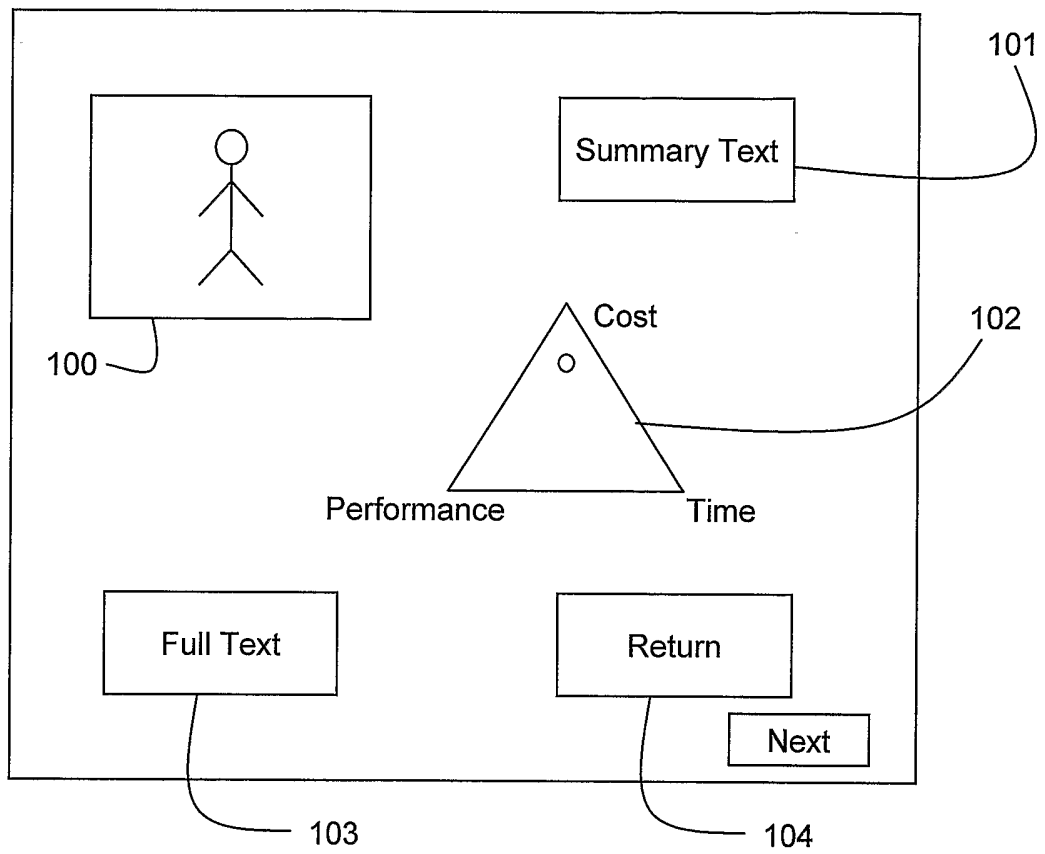 101
Summary Text
Cost
102
100
Performance
Time
Full Text
Return
Next
103
104